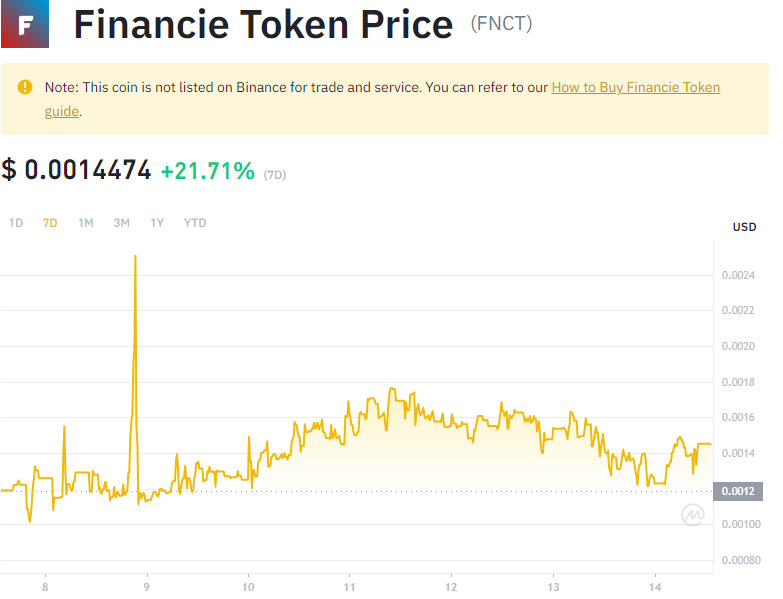 F
Financie Token Price (FNCT)
Note: This coin is not listed on Binance for trade and service. You can refer to our How to Buy Financie Token
guide.
$ 0.0014474 +21.71% (7D)
1D 7D 1M 3M 1Y YTD
USD
0.0024
0.0022
0.0020
0.0018
0.0016
0.0014
0.0012
0.00100
0.00080
8 9 10 11 12 13 14